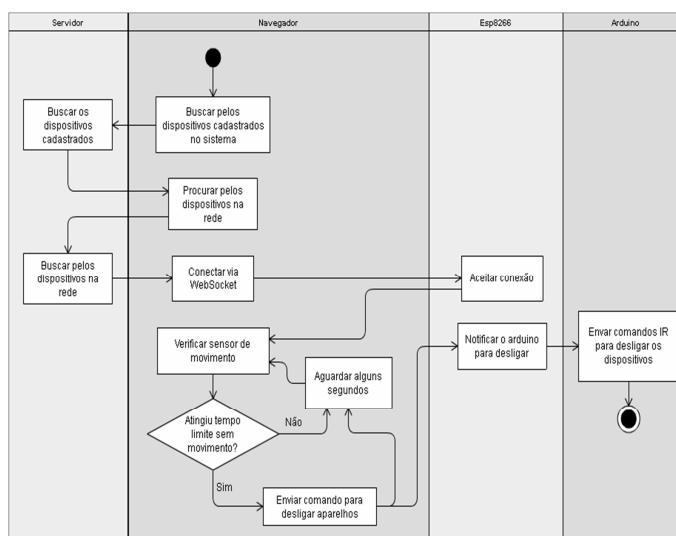 Servidor
Navegador
Esp8266
Arduino
Buscar os
dispositivos
cadastrados
Buscar pelos
dispositivos cadastrados
no sistema
Procurar pelos
dispositivos na
rede
Buscar pelos
dispositivos na
rede
Conectar via
WebSocket
Aceitar conexão
Verificar sensor de
movimento
Notificar o arduino
para desligar
Envar comandos IR
para desligar os
dispositivos
Aguardar alguns
segundos
Atingiu tempo
limite sem
movimento?
Não
Sim
Enviar comando para
desligar aparelhos